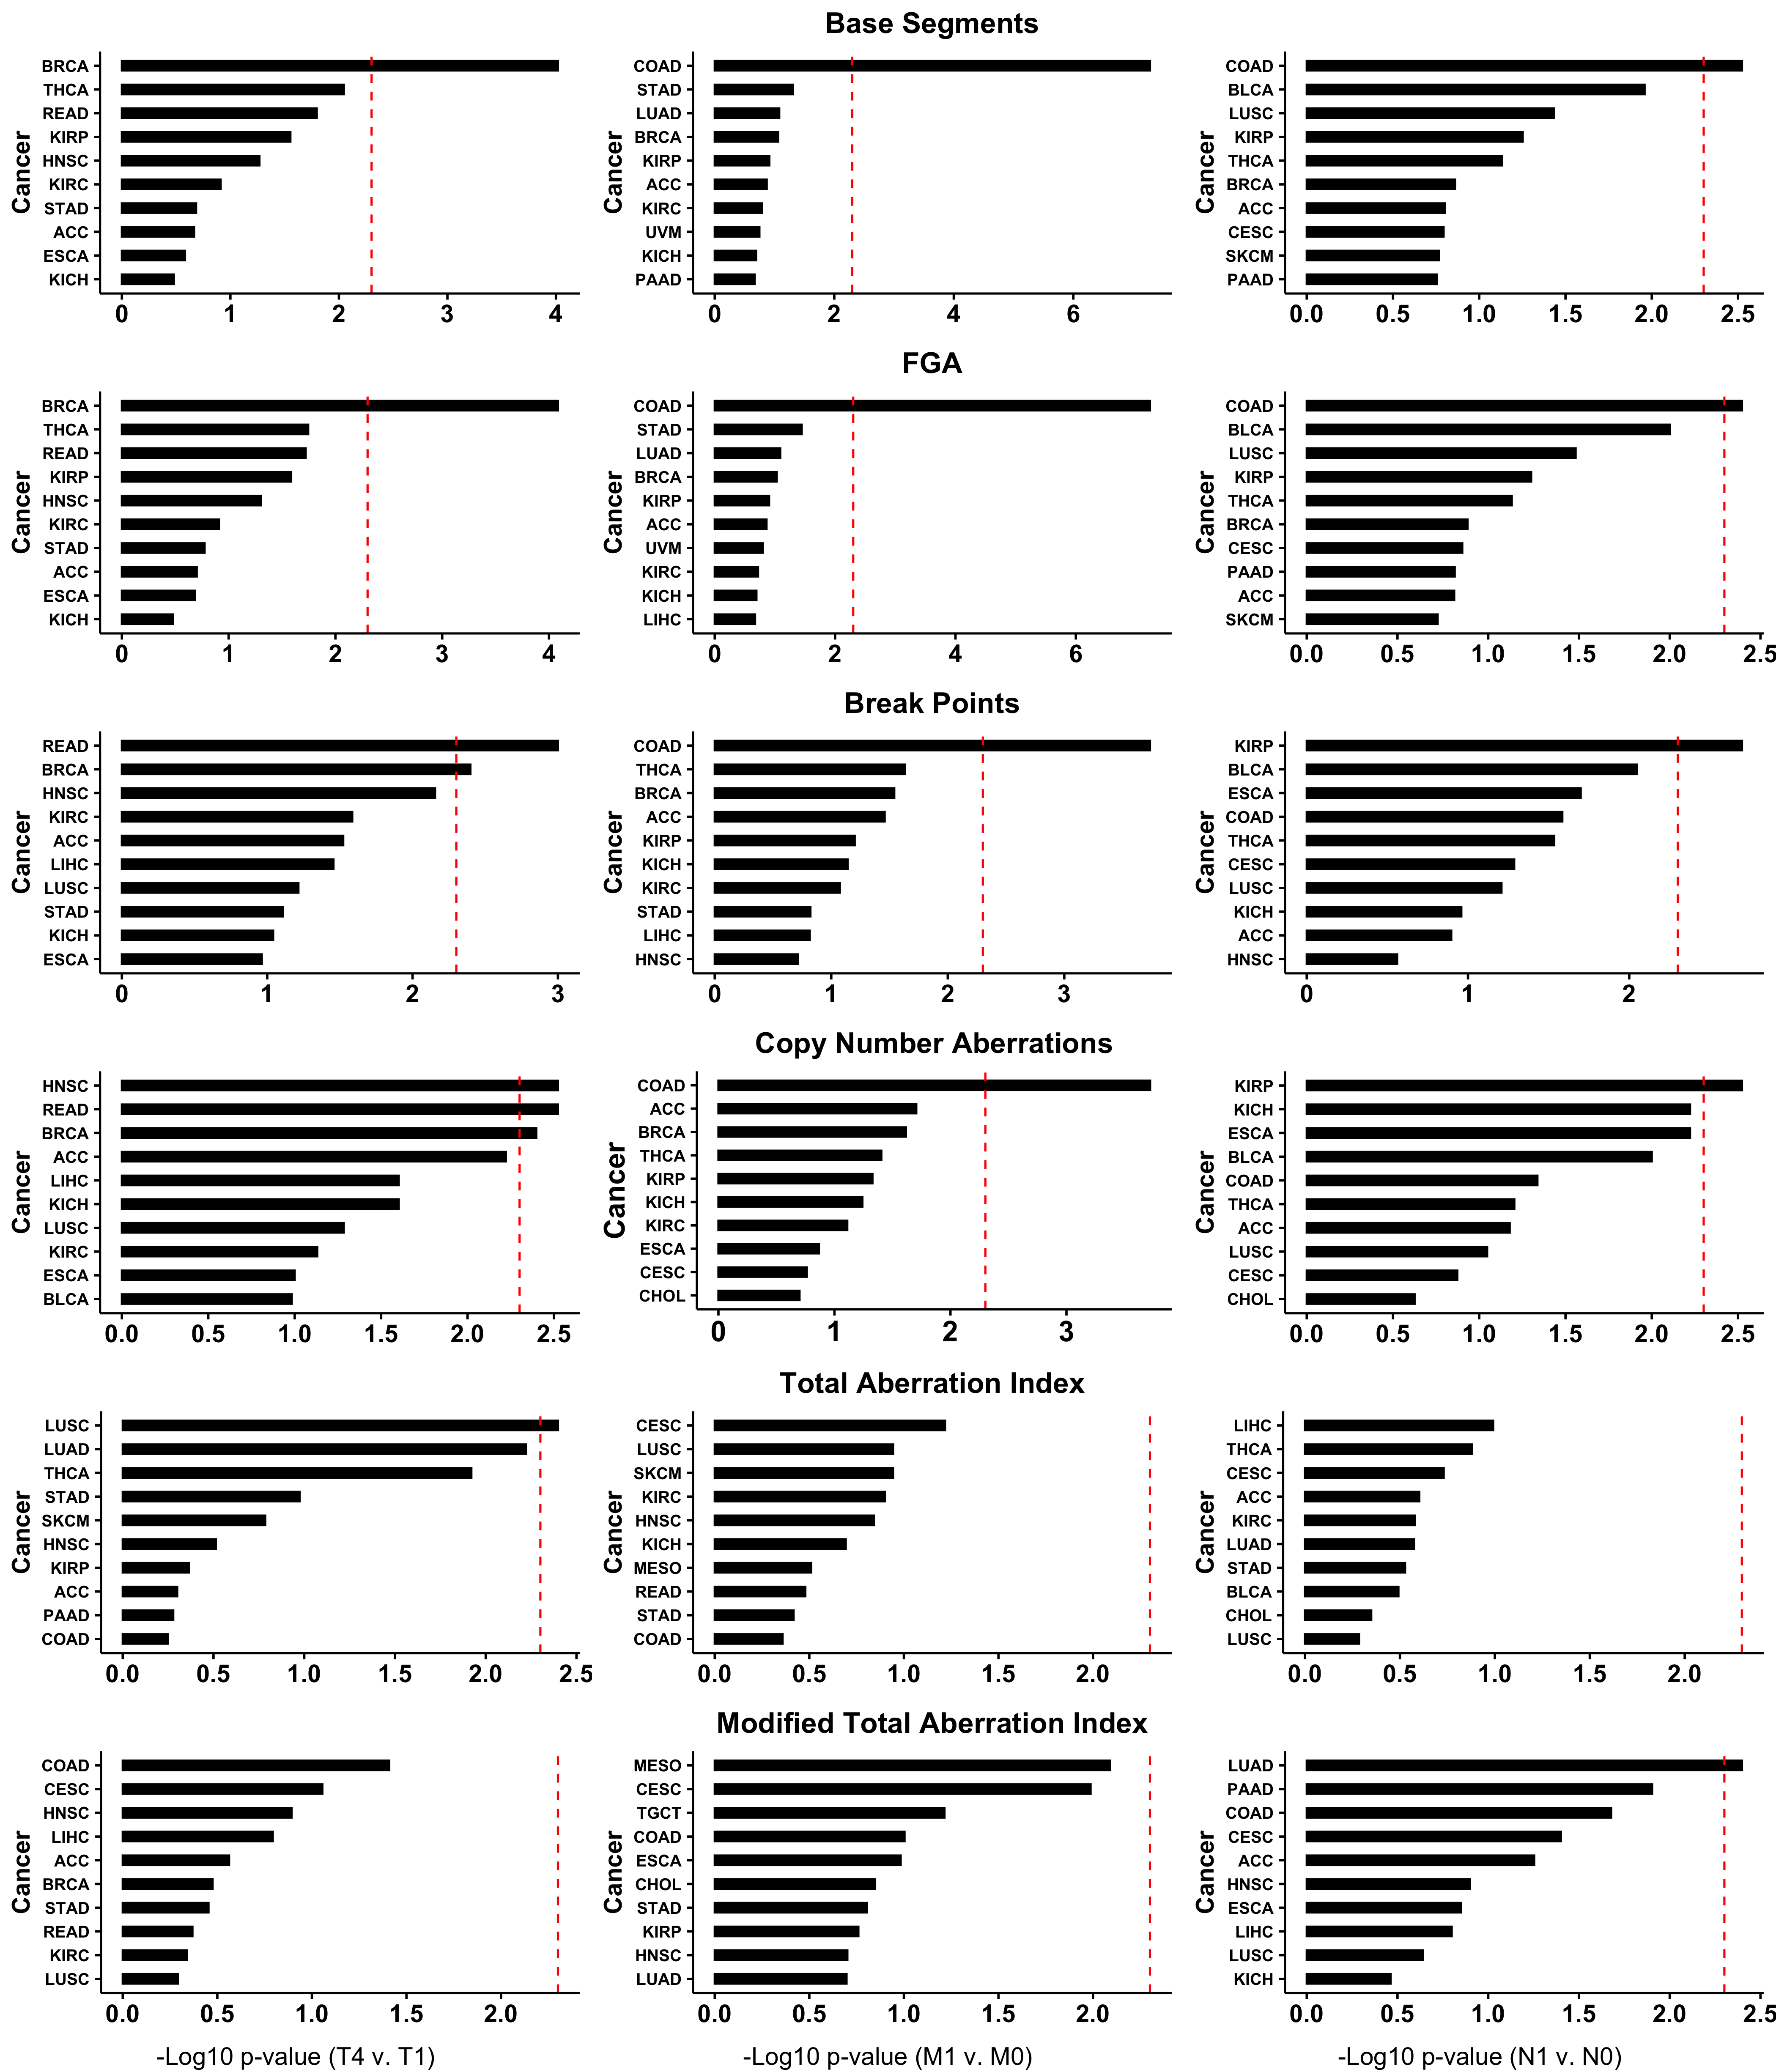 Base Segments
Cancer
BRCA
THCA
READ
KIRP
HNSC
KIRC
STAD
ACC
ESCA
KICH
0 1 2 3 4
Cancer
COAD
STAD
LUAD
BRCA
KIRP
ACC
KIRC
UVM
KICH
PAAD
0 2 4 6
Cancer
COAD
BLCA
LUSC
KIRP
THCA
BRCA
ACC
CESC
SKCM
PAAD
0.0 0.5 1.0 1.5 2.0 2.5
FGA
Cancer
BRCA
THCA
READ
KIRP
HNSC
KIRC
STAD
ACC
ESCA
KICH
0 1 2 3 4
Cancer
COAD
STAD
LUAD
BRCA
KIRP
ACC
UVM
KIRC
KICH
LIHC
0 2 4 6
Cancer
COAD
BLCA
LUSC
KIRP
THCA
BRCA
CESC
PAAD
ACC
SKCM
0.0 0.5 1.0 1.5 2.0 2.5
Break Points
Cancer
READ
BRCA
HNSC
KIRC
ACC
LIHC
LUSC
STAD
KICH
ESCA
0 1 2 3
Cancer
COAD
THCA
BRCA
ACC
KIRP
KICH
KIRC
STAD
LIHC
HNSC
0 1 2 3
Cancer
KIRP
BLCA
ESCA
COAD
THCA
CESC
LUSC
KICH
ACC
HNSC
0 1 2
Copy Number Aberrations
Cancer
HNSC
READ
BRCA
ACC
LIHC
KICH
LUSC
KIRC
ESCA
BLCA
0.0 0.5 1.0 1.5 2.0 2.5
Cancer
COAD
ACC
BRCA
THCA
KIRP
KICH
KIRC
ESCA
CESC
CHOL
0 1 2 3
Cancer
KIRP
KICH
ESCA
BLCA
COAD
THCA
ACC
LUSC
CESC
CHOL
0.0 0.5 1.0 1.5 2.0 2.5
Total Aberration Index
Cancer
LUSC
LUAD
THCA
STAD
SKCM
HNSC
KIRP
ACC
PAAD
COAD
0.0 0.5 1.0 1.5 2.0 2.5
Cancer
CESC
LUSC
SKCM
KIRC
HNSC
KICH
MESO
READ
STAD
COAD
0.0 0.5 1.0 1.5 2.0
Cancer
LIHC
THCA
CESC
ACC
KIRC
LUAD
STAD
BLCA
CHOL
LUSC
0.0 0.5 1.0 1.5 2.0
Modified Total Aberration Index
Cancer
COAD
CESC
HNSC
LIHC
ACC
BRCA
STAD
READ
KIRC
LUSC
0.0 0.5 1.0 1.5 2.0
-Log10 p-value (T4 v. T1)
Cancer
MESO
CESC
TGCT
COAD
ESCA
CHOL
STAD
KIRP
HNSC
LUAD
0.0 0.5 1.0 1.5 2.0
-Log10 p-value (M1 v. M0)
Cancer
LUAD
PAAD
COAD
CESC
ACC
HNSC
ESCA
LIHC
LUSC
KICH
0.0 0.5 1.0 1.5 2.0 2.5
-Log10 p-value (N1 v. N0)